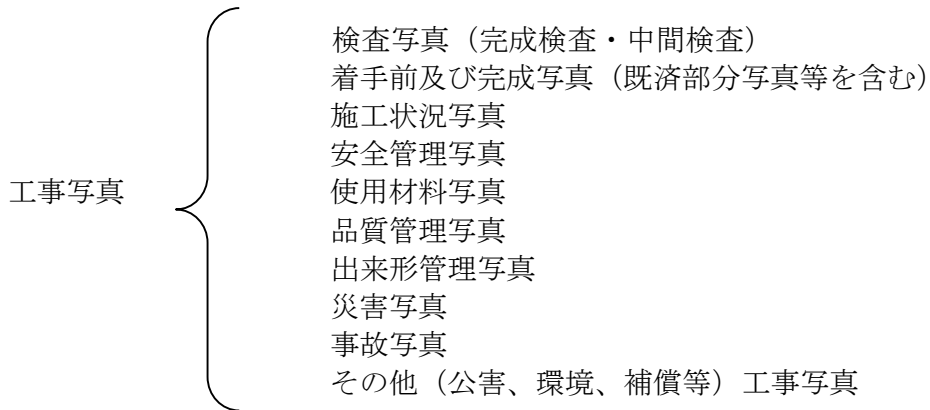 検査写真（完成検査・中間検査）
着手前及び完成写真（既済部分写真等を含む）
施工状況写真
安全管理写真
工事写真
使用材料写真
品質管理写真
出来形管理写真
災害写真
事故写真
その他（公害、環境、補償等）工事写真